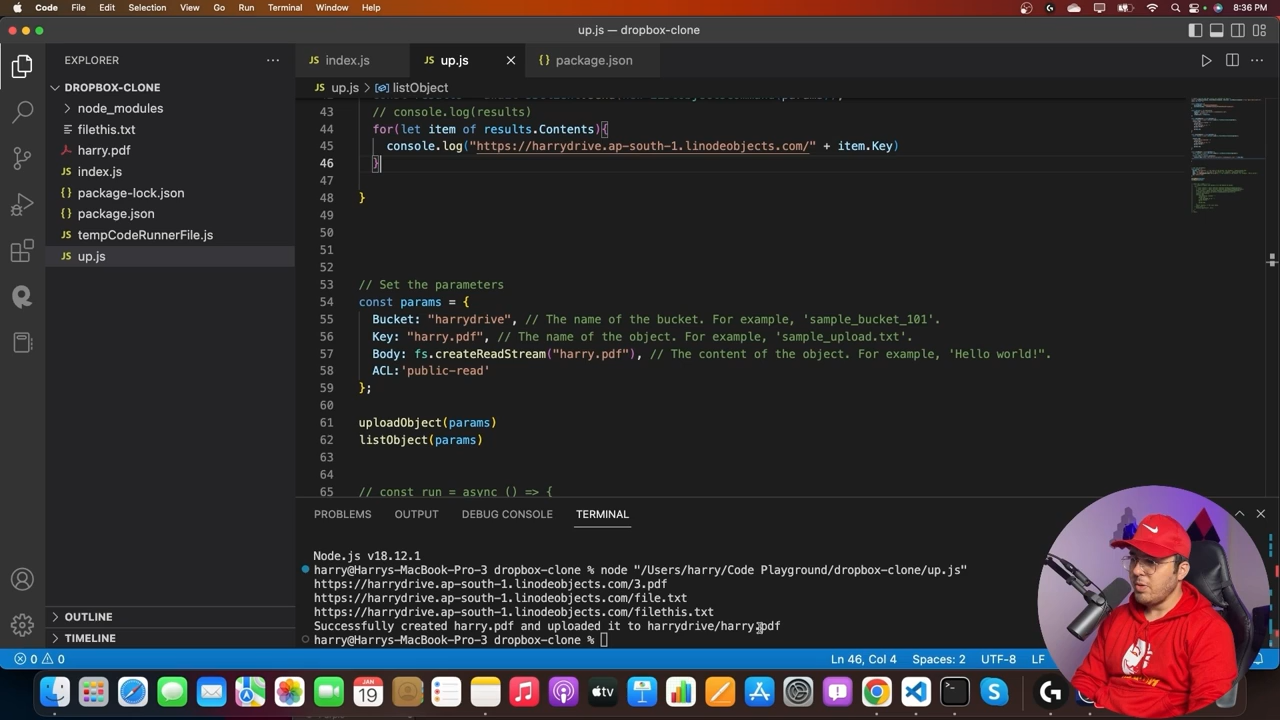 Code File Edit Selection View Go Run Terminal Window Help 8:36 PM
up.js — dropbox-clone
EXPLORER
DROPBOX-CLONE
node_modules
filethis.txt
harry.pdf
JS index.js
package-lock.json
package.json
JS tempCodeRunnerFile.js
JS up.js
OUTLINE
TIMELINE
JS index.js JS up.js {} package.json
JS up.js > listObject
43 // console.log(results)
44 for(let item of results.Contents){
45 console.log("https://harrydrive.ap-south-1.linodeobjects.com/" + item.Key)
46 }
47
48 }
49
50
51
52
53 // Set the parameters
54 const params = {
55 Bucket: "harrydrive", // The name of the bucket. For example, 'sample_bucket_101'.
56 Key: "harry.pdf", // The name of the object. For example, 'sample_upload.txt'.
57 Body: fs.createReadStream("harry.pdf"), // The content of the object. For example, 'Hello world!".
58 ACL:'public-read'
59 };
60
61 uploadObject(params)
62 listObject(params)
63
64
65 // const run = async () => {
PROBLEMS OUTPUT DEBUG CONSOLE TERMINAL
Node.js v18.12.1
harry@Harrys-MacBook-Pro-3 dropbox-clone % node "/Users/harry/Code Playground/dropbox-clone/up.js"
https://harrydrive.ap-south-1.linodeobjects.com/3.pdf
https://harrydrive.ap-south-1.linodeobjects.com/file.txt
https://harrydrive.ap-south-1.linodeobjects.com/filethis.txt
Successfully created harry.pdf and uploaded it to harrydrive/harry.pdf
harry@Harrys-MacBook-Pro-3 dropbox-clone %
0 0 Ln 46, Col 4 Spaces: 2 UTF-8 LF
JAN
19
tv